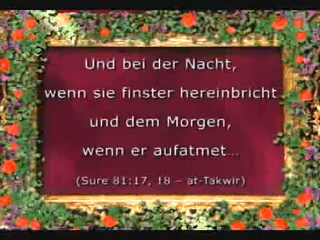 Und bei der Nacht,
wenn sie finster hereinbricht
und dem Morgen,
wenn er aufatmet...
(Sure 81:17, 18 – at-Takwir)